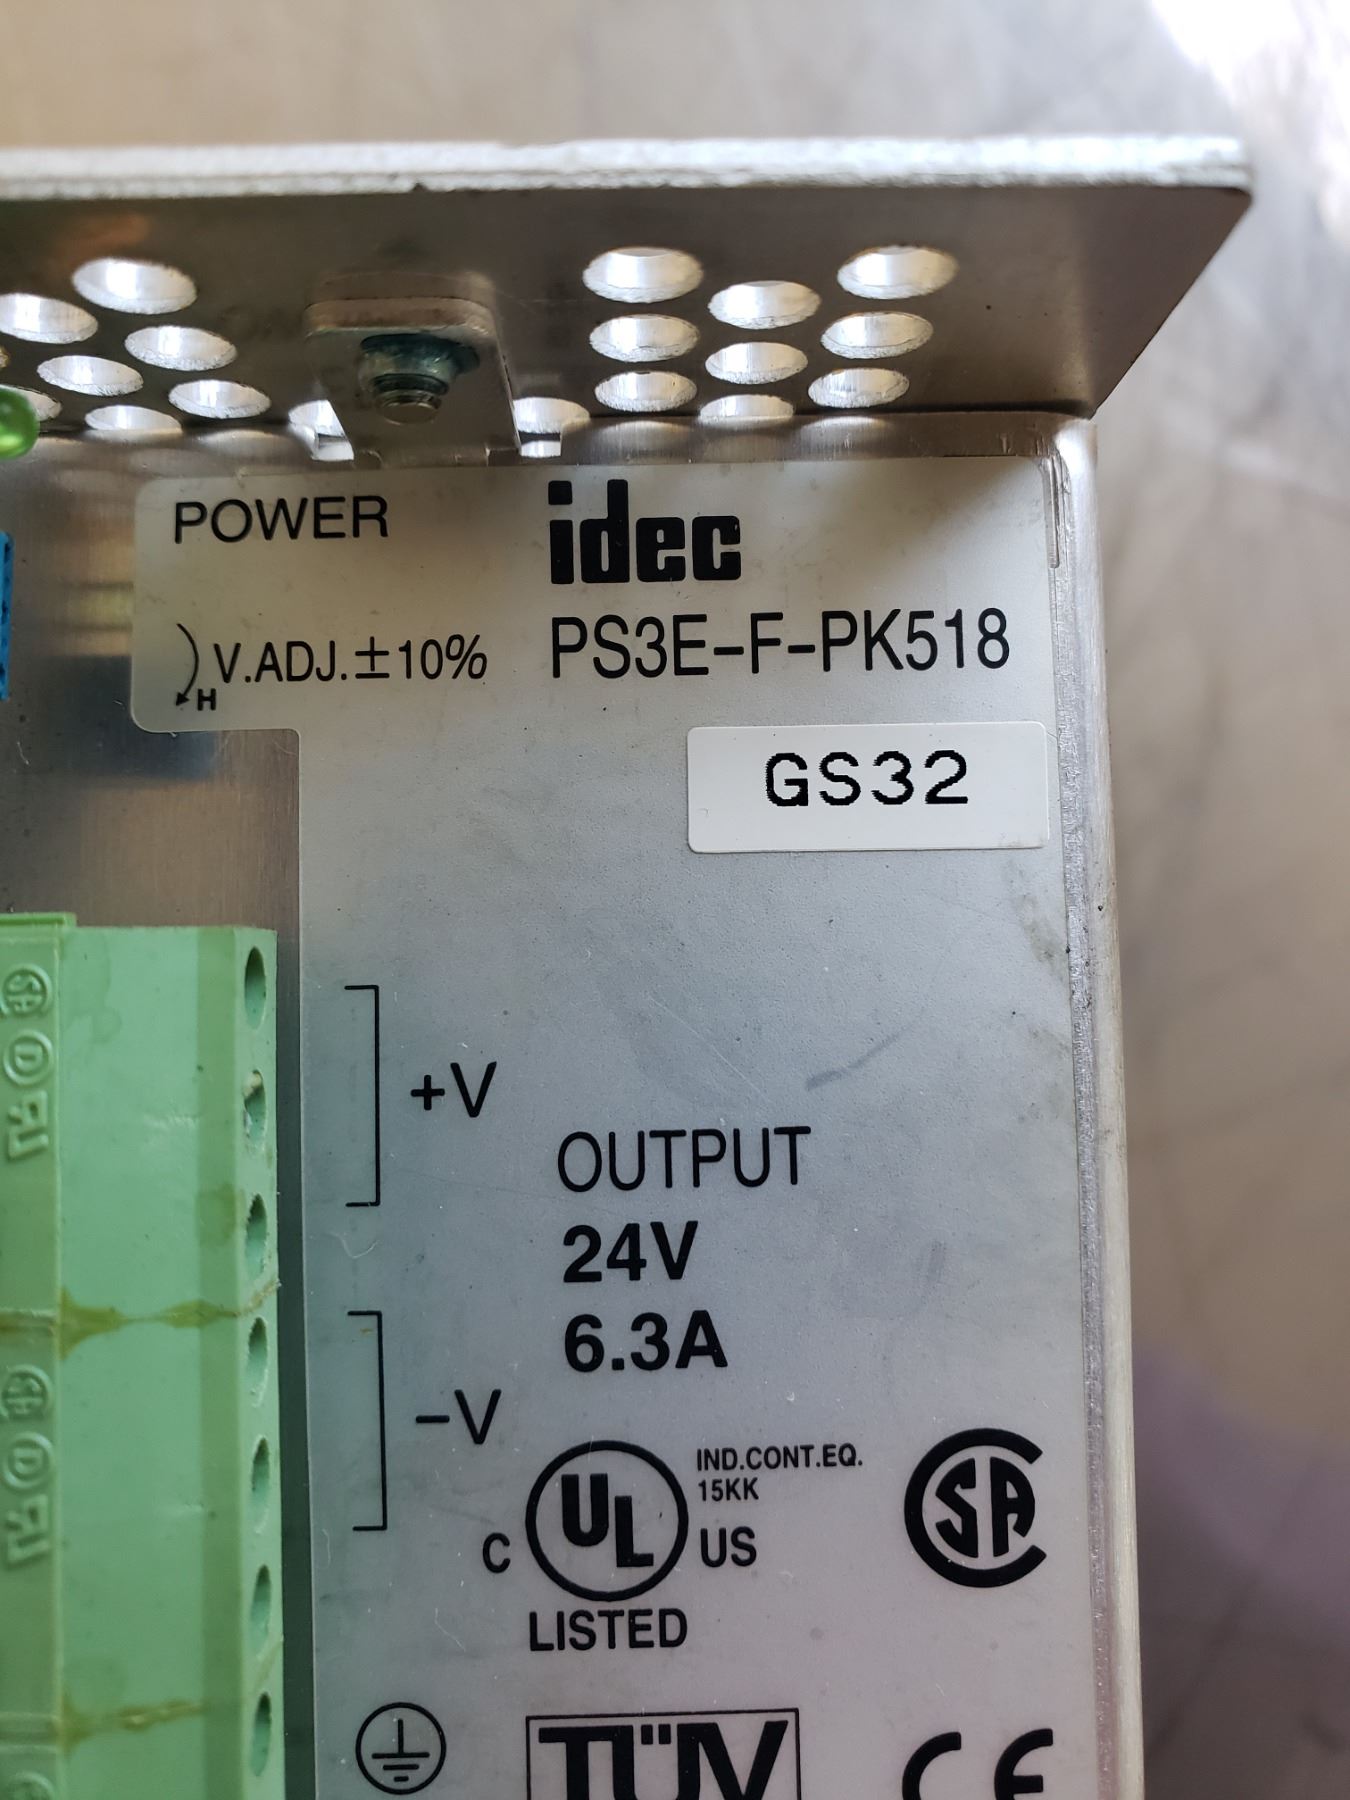 POWER
idec
V.ADJ.±10%
H
PS3E-F-PK518
GS32
+V
OUTPUT
24V
6.3A
-V
IND.CONT.EQ.
15KK
C UL US
LISTED
SA
TÜV
CE